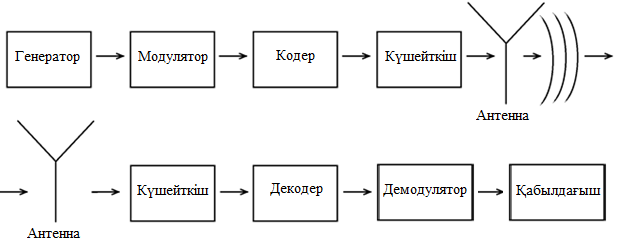 Генератор
Модулятор
Кодер
Күшейткіш
Антенна
Антенна
Күшейткіш
Декодер
Демодулятор
Қабылдағыш